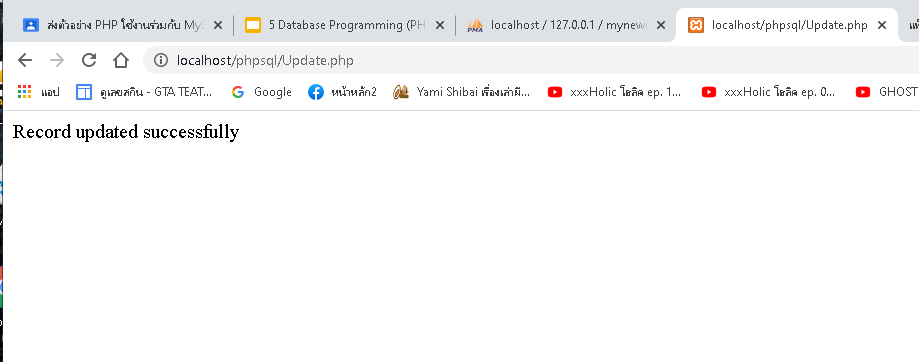 ส่งตัวอย่าง PHP ใช้งานร่วมกับ MyS
5 Database Programming (PH
localhost / 127.0.0.1 / mynewe
localhost/phpsql/Update.php
localhost/phpsql/Update.php
แอป
ดูเลขสกิน - GTA TEAT...
Google
หน้าหลัก2
Yami Shibai เรื่องเล่าผี...
xxxHolic โฮลิค ep. 1...
xxxHolic โฮลิค ep. 0...
GHOST
Record updated successfully